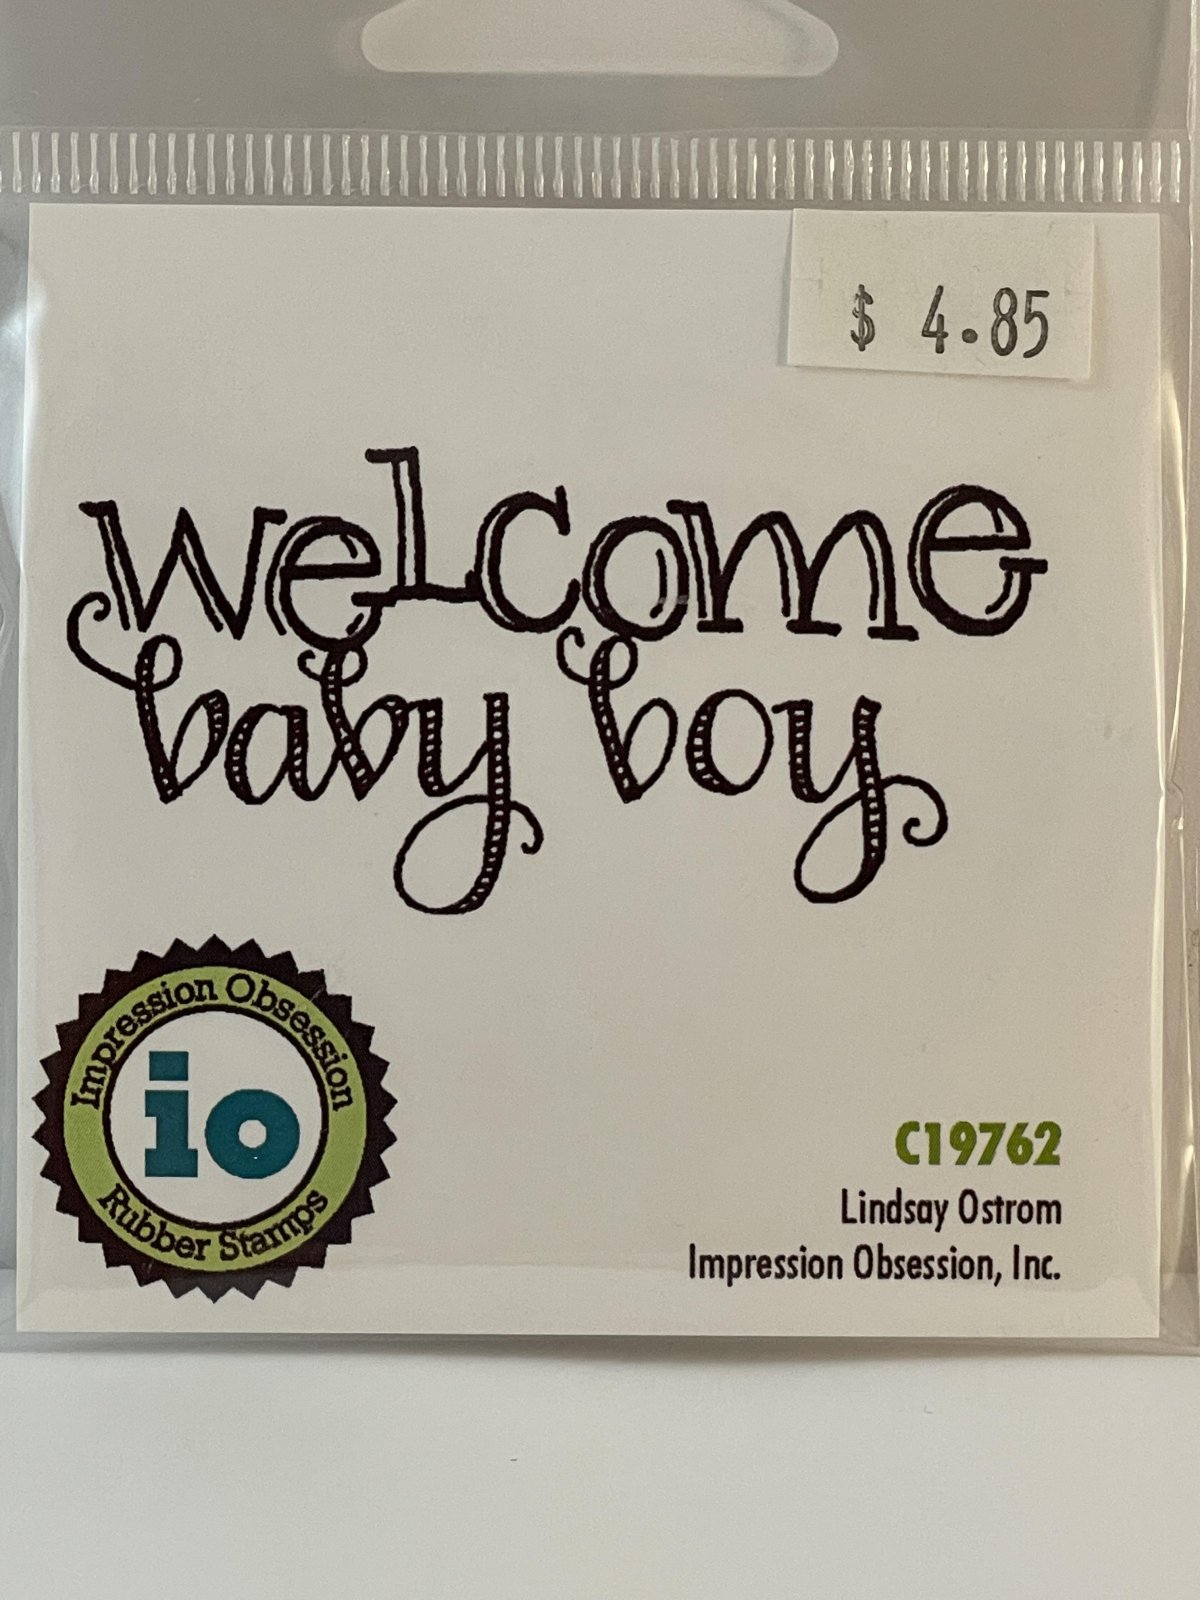 $ 4.85
welcome
baby boy
Impression Obsession
io
Rubber Stamps
C19762
Lindsay Ostrom
Impression Obsession, Inc.